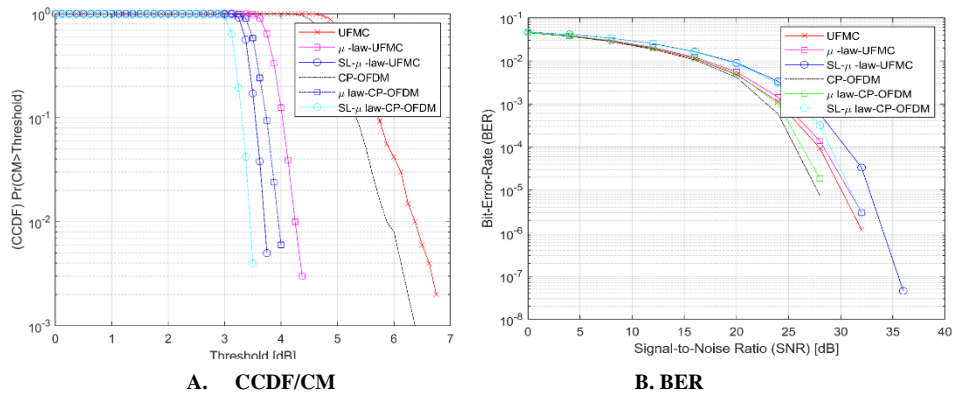 (CCDF) Pr(CM>Threshold)
10^0
10^-1
10^-2
10^-3
0 1 2 3 4 5 6 7
Threshold [dB]
UFMC
μ -law-UFMC
SL-μ -law-UFMC
CP-OFDM
μ law-CP-OFDM
SL-μ law-CP-OFDM
A. CCDF/CM
Bit-Error-Rate (BER)
10^-1
10^-2
10^-3
10^-4
10^-5
10^-6
10^-7
10^-8
0 5 10 15 20 25 30 35 40
Signal-to-Noise Ratio (SNR) [dB]
UFMC
μ -law-UFMC
SL-μ -law-UFMC
CP-OFDM
μ law-CP-OFDM
SL-μ law-CP-OFDM
B. BER